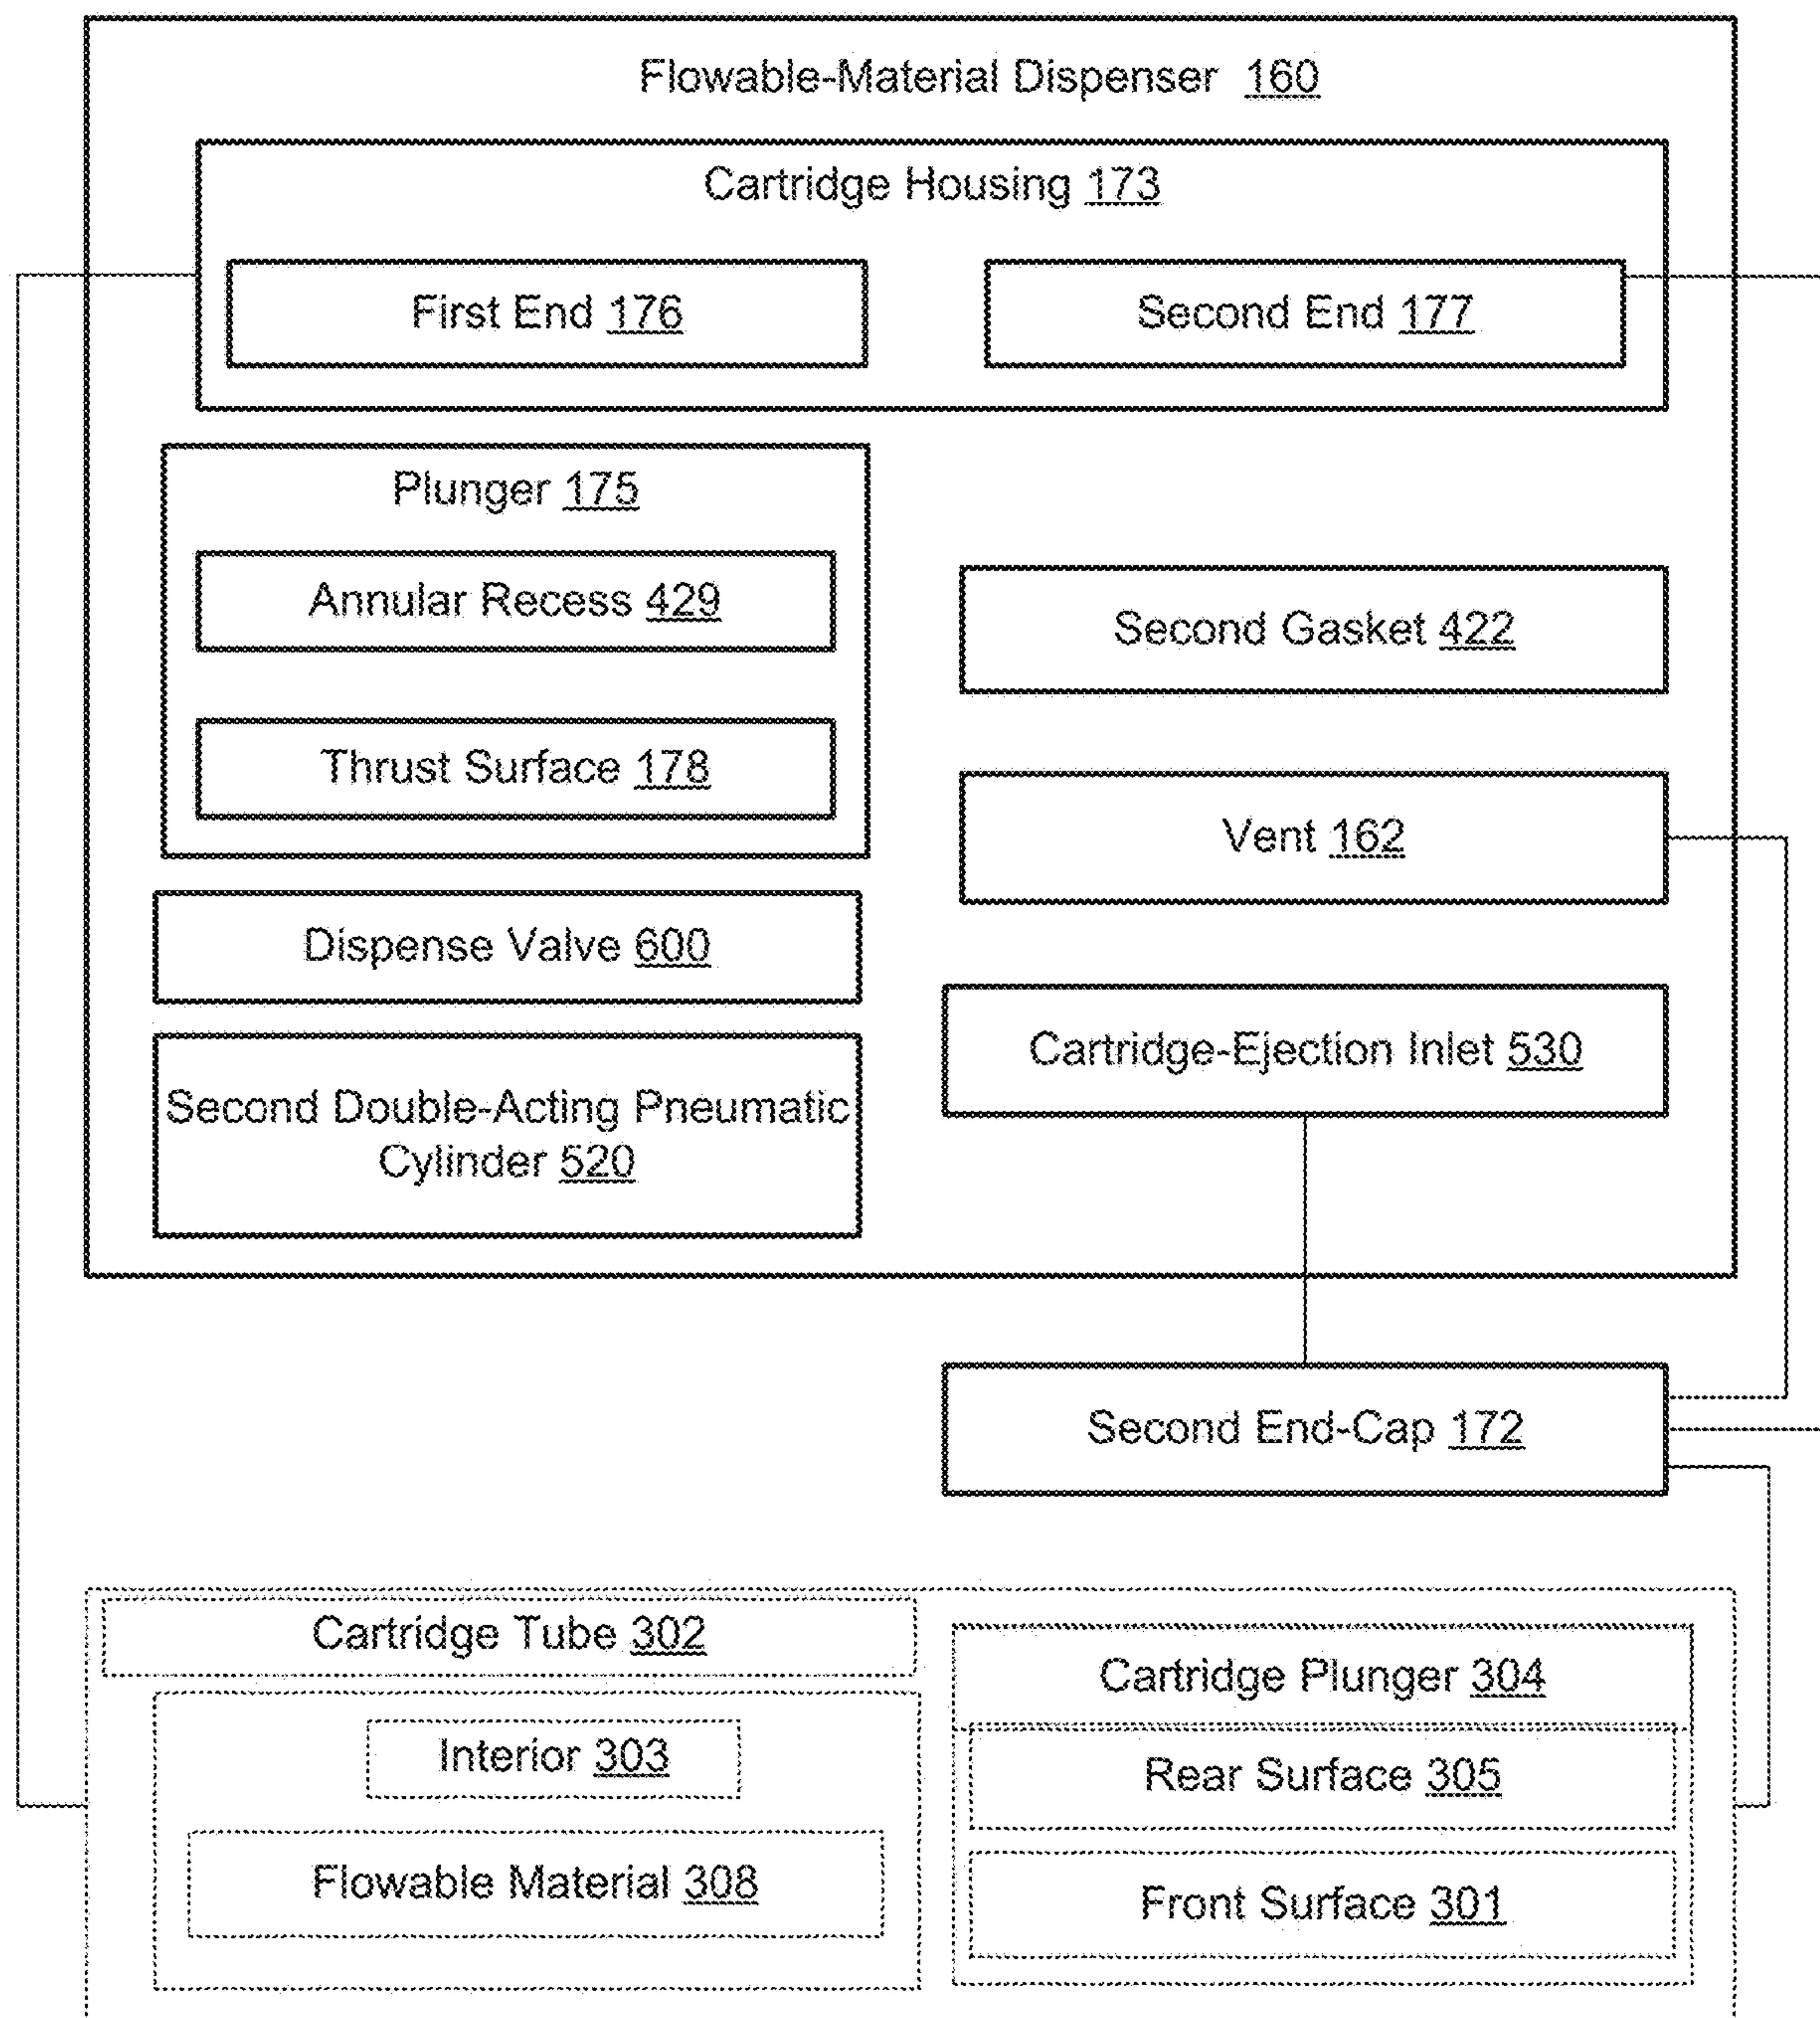 Flowable-Material Dispenser 160
Cartridge Housing 173
First End 176
Second End 177
Plunger 175
Annular Recess 429
Thrust Surface 178
Second Gasket 422
Vent 162
Dispense Valve 600
Cartridge-Ejection Inlet 530
Second Double-Acting Pneumatic
Cylinder 520
Second End-Cap 172
Cartridge Tube 302
Interior 303
Flowable Material 308
Cartridge Plunger 304
Rear Surface 305
Front Surface 301